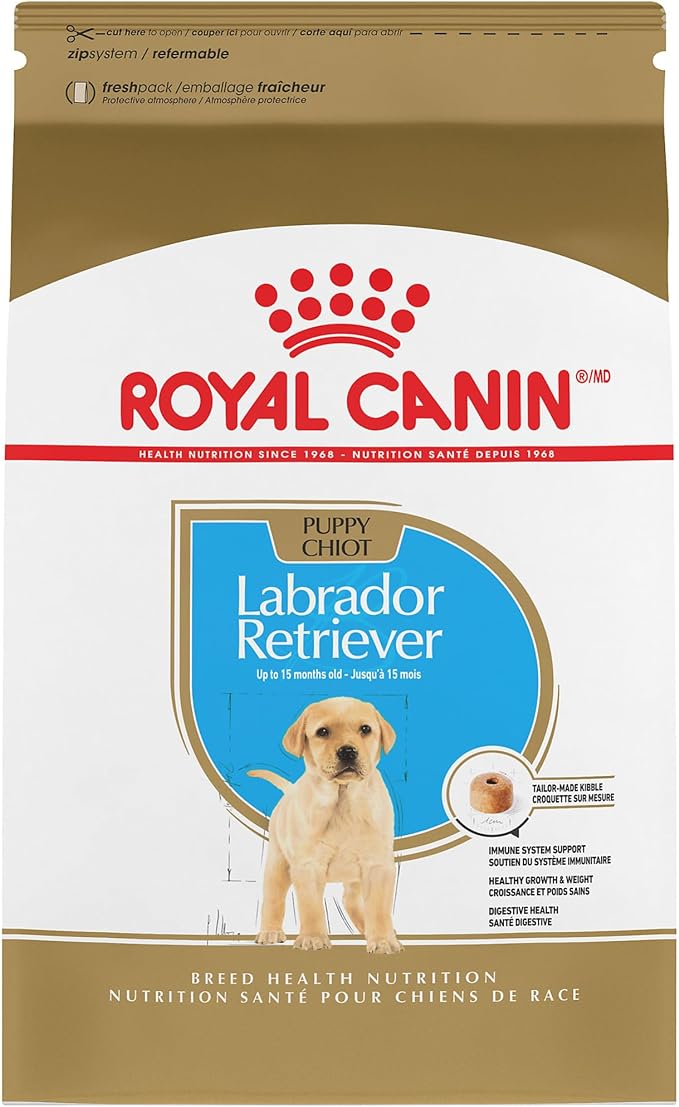 cut here to open / couper ici pour ouvrir / corte aquí para abrir
zipsystem / refermable
freshpack / emballage fraîcheur
Protective atmosphere / Atmosphère protectrice
ROYAL CANIN ®/MD
HEALTH NUTRITION SINCE 1968 - NUTRITION SANTÉ DEPUIS 1968
PUPPY
CHIOT
Labrador
Retriever
Up to 15 months old - Jusqu'à 15 mois
TAILOR-MADE KIBBLE
CROQUETTE SUR MESURE
1cm
IMMUNE SYSTEM SUPPORT
SOUTIEN DU SYSTÈME IMMUNITAIRE
HEALTHY GROWTH & WEIGHT
CROISSANCE ET POIDS SAINS
DIGESTIVE HEALTH
SANTÉ DIGESTIVE
BREED HEALTH NUTRITION
NUTRITION SANTÉ POUR CHIENS DE RACE